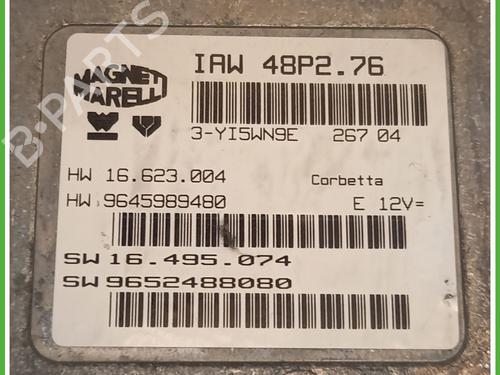 IAW 48P2.76
MAGNETI
MARELLI
3-YI5WN9E 267 04
HW 16.623.004 Corbetta
HW 9645989480 E 12V=
SW 16.495.074
SW 9652488080
B-PARTS